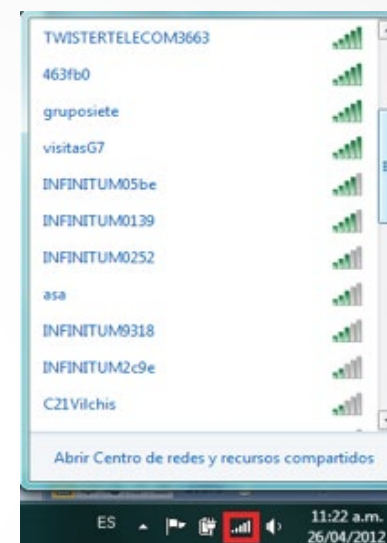 TWISTERTELECOM3663
463fb0
gruposiete
visitasG7
INFINITUM05be
INFINITUM0139
INFINITUM0252
asa
INFINITUM9318
INFINITUM2c9e
C21Vilchis
Abrir Centro de redes y recursos compartidos
ES
11:22 a.m.
26/04/2012